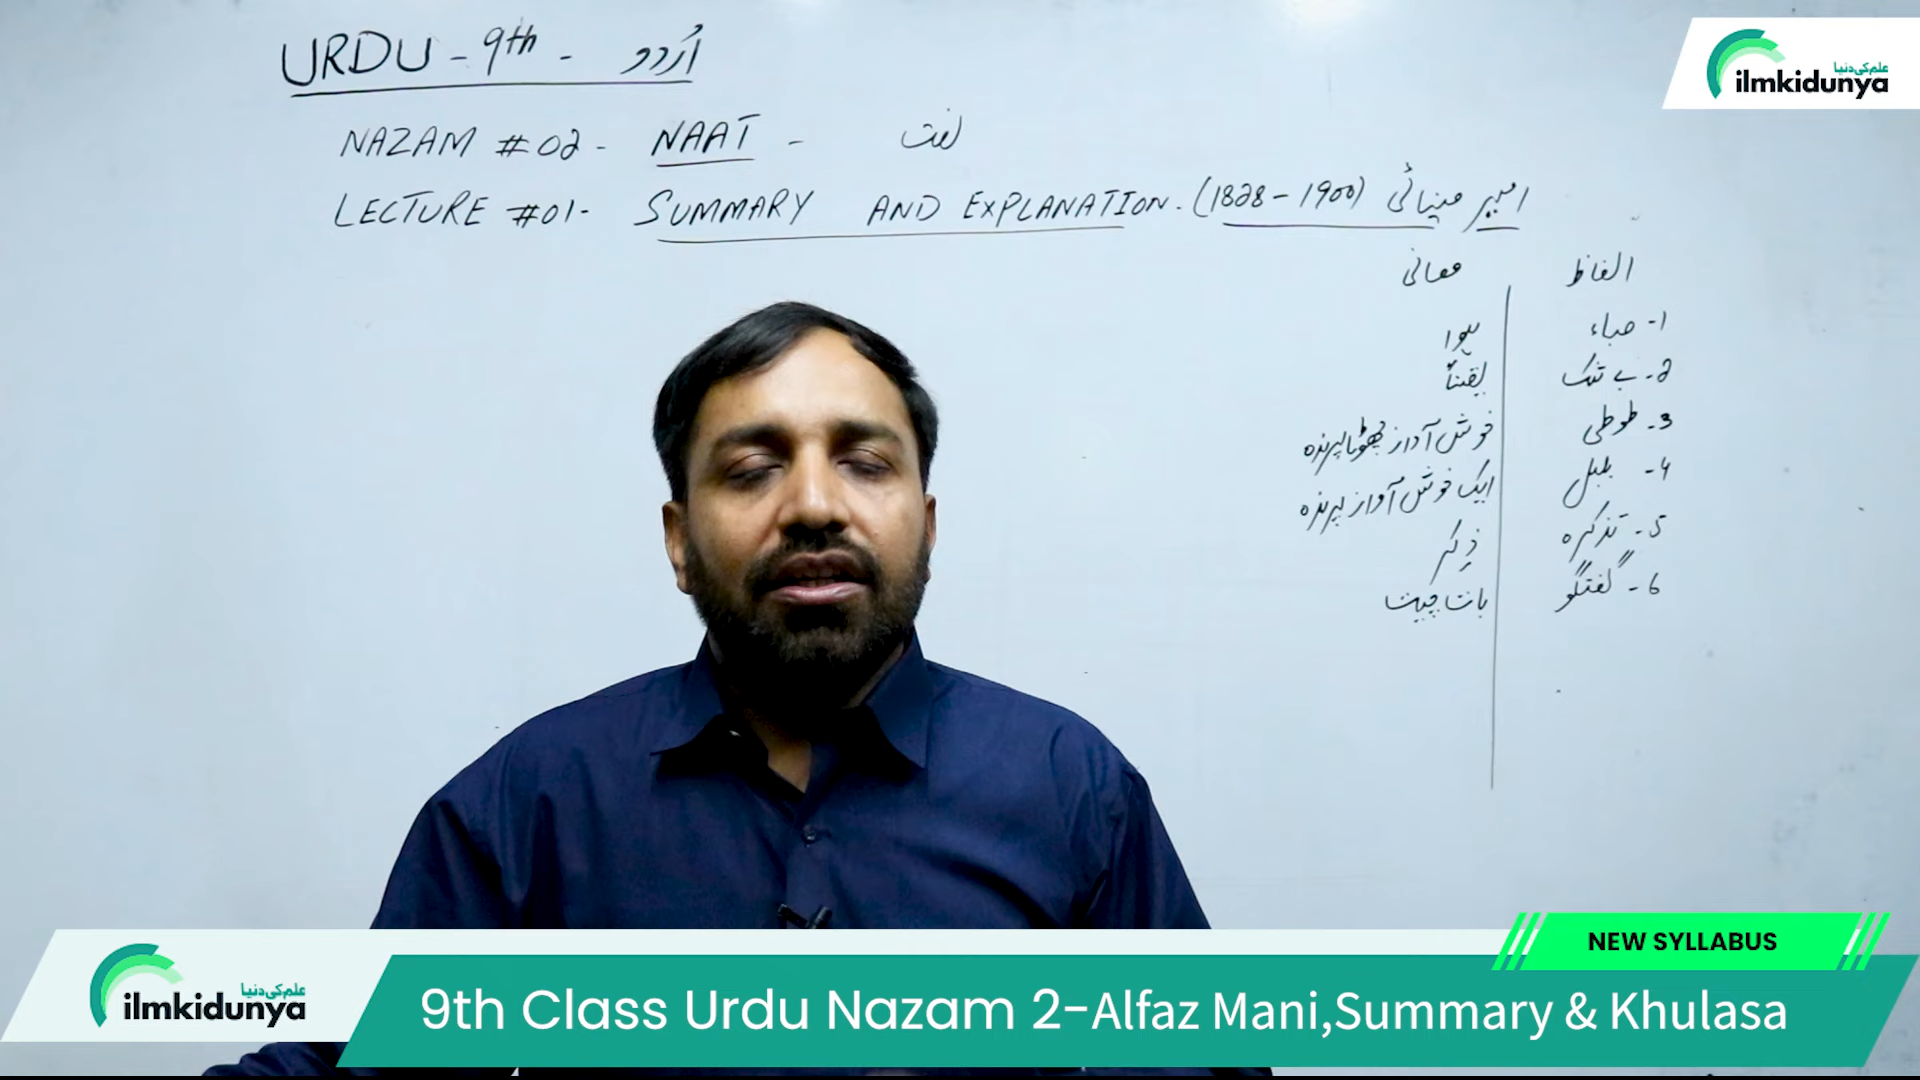 URDU - 9th - اُردو
NAZAM #02 - NAAT - نعت
LECTURE #01- SUMMARY AND EXPLANATION. (1828-1900) امیر مینائی
الفاظ معانی
1- صباء ہوا
2- بے شک یقیناً
3- طوطی خوش آواز چھوٹا پرندہ
4- بلبل ایک خوش آواز پرندہ
5- تذکرہ ذِکر
6- گفتگو بات چیت
علم کی دنیا
ilmkidunya
NEW SYLLABUS
علم کی دنیا
ilmkidunya
9th Class Urdu Nazam 2-Alfaz Mani,Summary & Khulasa